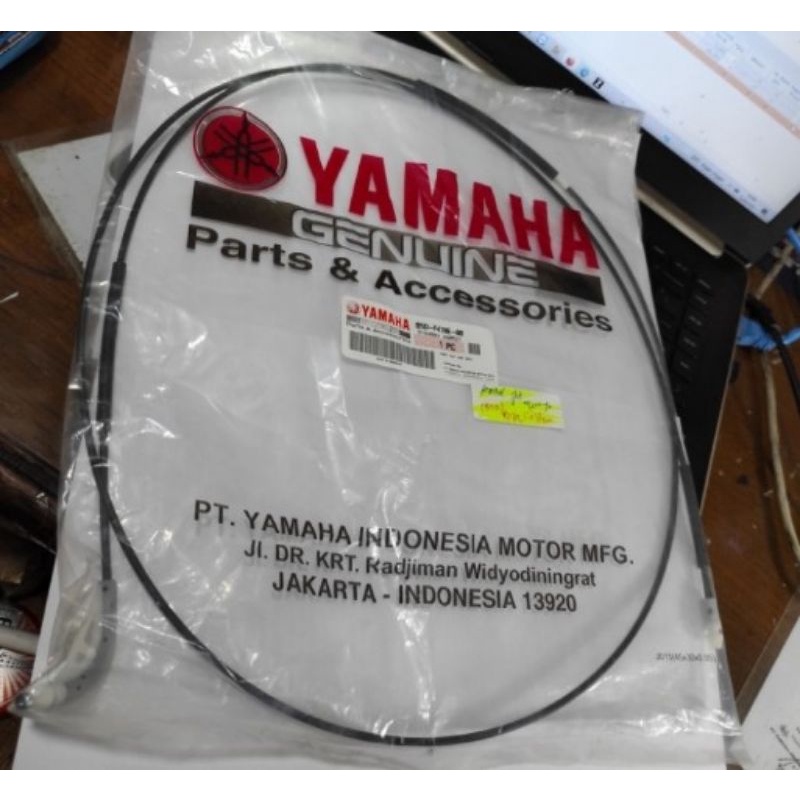 YAMAHA
GENUINE
Parts & Accessories
YAMAHA
1 PC
PT. YAMAHA INDONESIA MOTOR MFG.
Jl. DR. KRT. Radjiman Widyodiningrat
JAKARTA - INDONESIA 13920